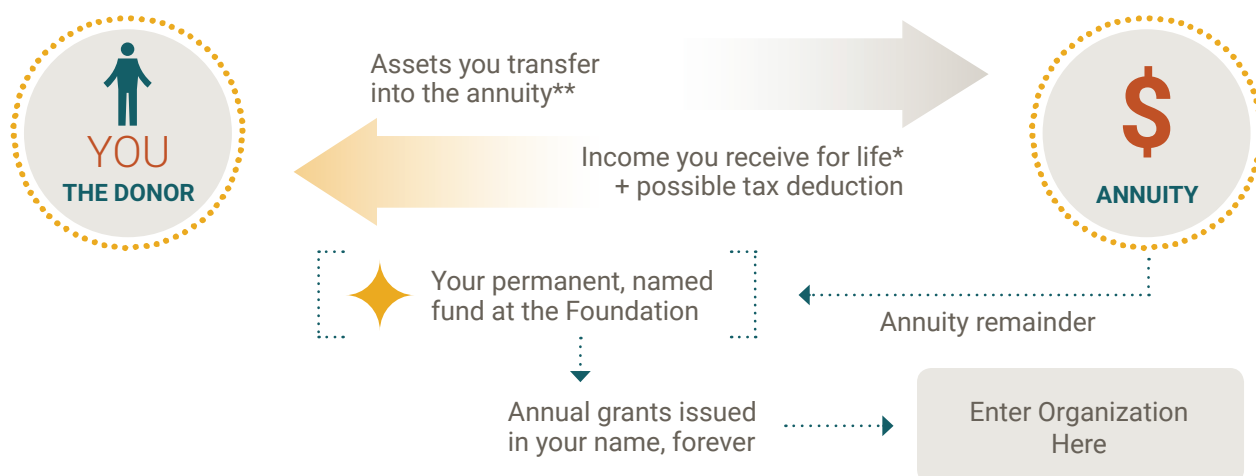 YOU
THE DONOR
Assets you transfer
into the annuity**
Income you receive for life*
+ possible tax deduction
$
ANNUITY
Your permanent, named
fund at the Foundation
Annuity remainder
Annual grants issued
in your name, forever
Enter Organization
Here